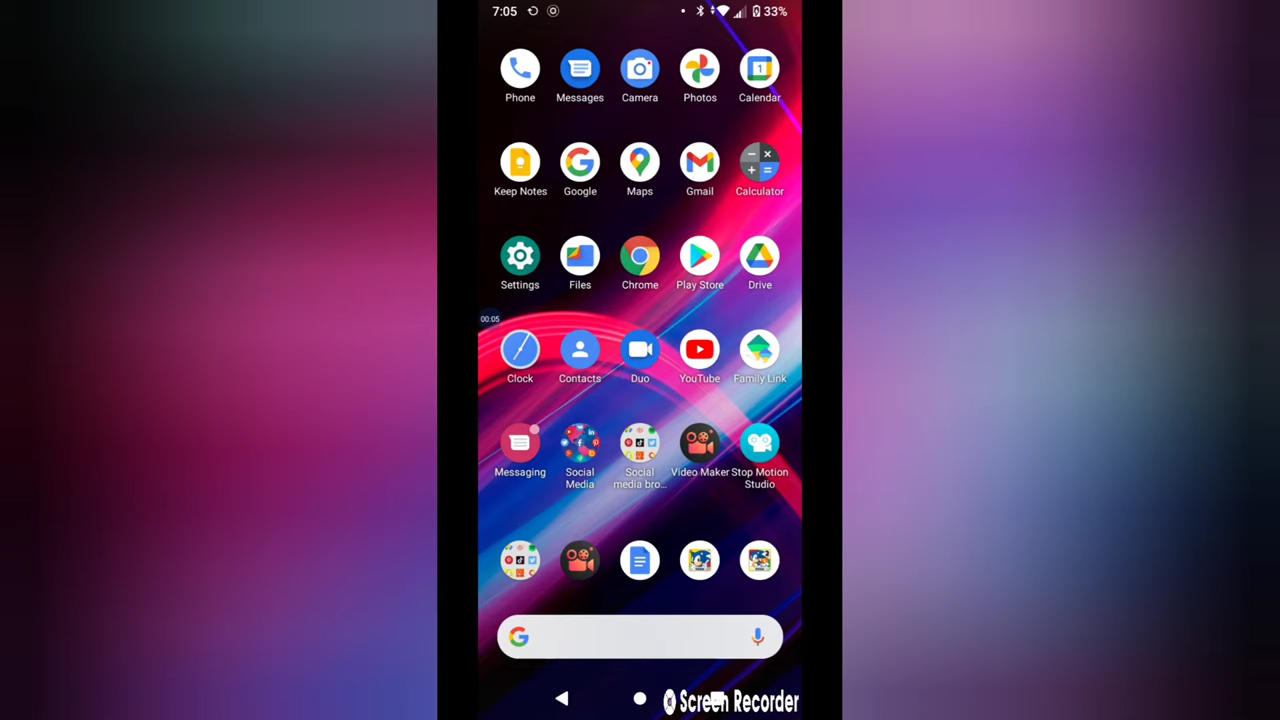 7:05 33%
Phone Messages Camera Photos Calendar
1
Keep Notes Google Maps Gmail Calculator
Settings Files Chrome Play Store Drive
00:05
Clock Contacts Duo YouTube Family Link
Messaging Social Media Social media bro... Video Maker Stop Motion Studio
Screen Recorder